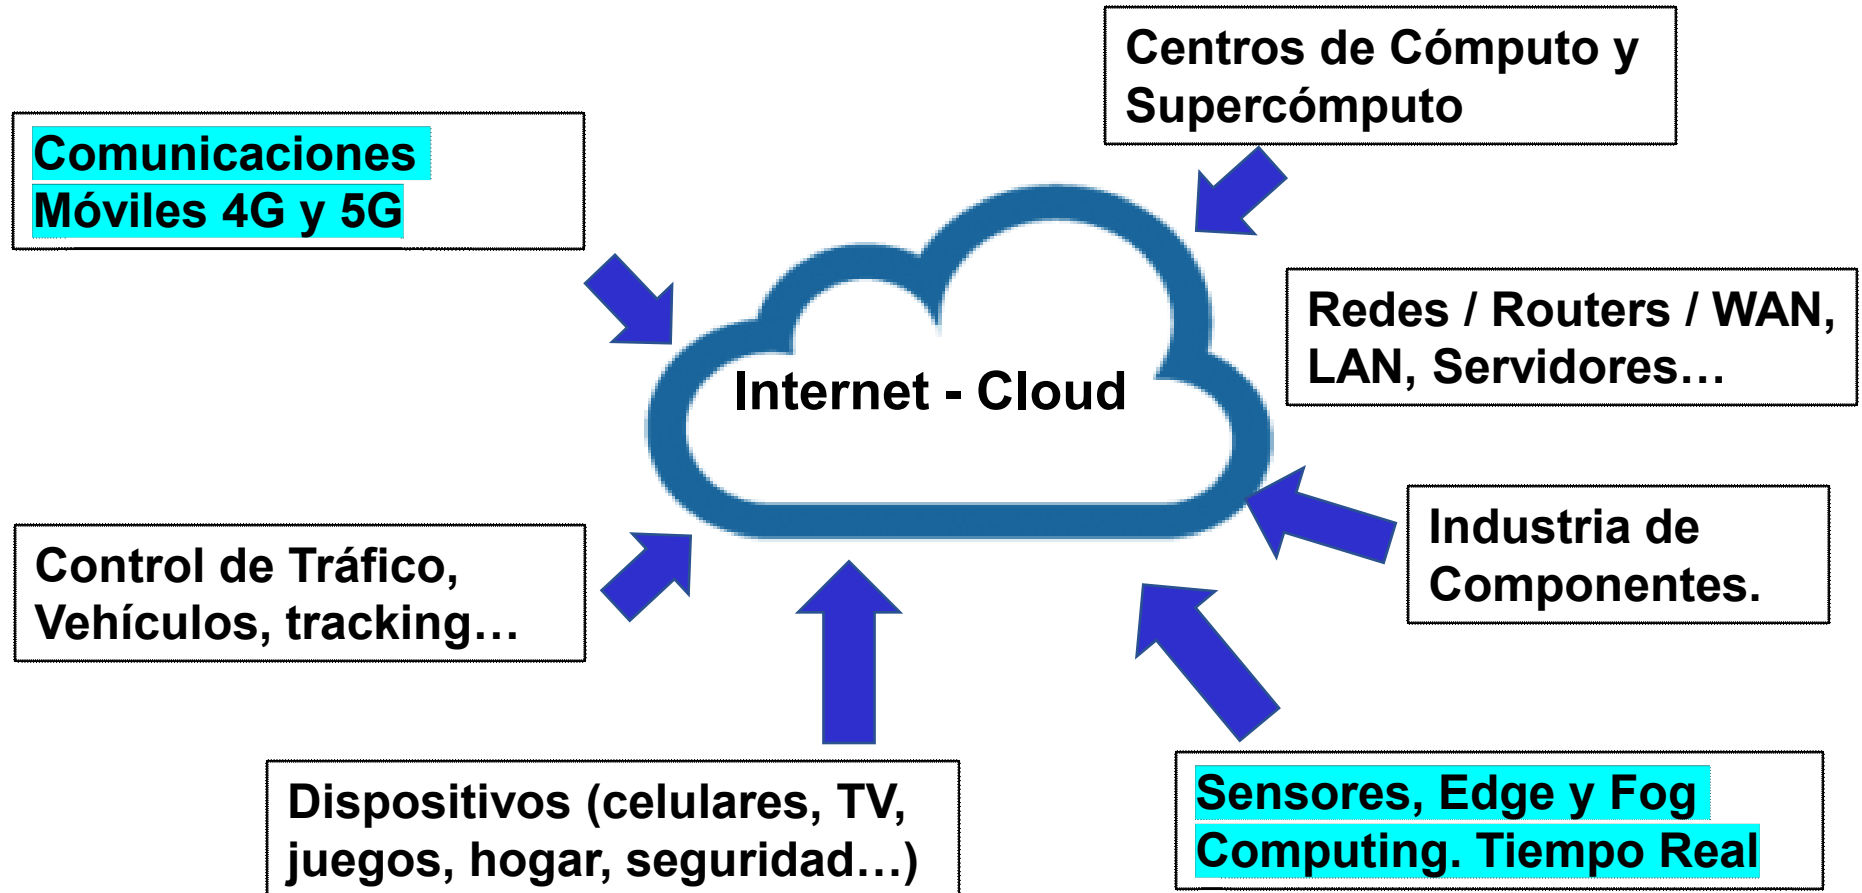 Centros de Cómputo y
Supercómputo
Comunicaciones
Móviles 4G y 5G
Redes / Routers / WAN,
LAN, Servidores…
Internet - Cloud
Industria de
Componentes.
Control de Tráfico,
Vehículos, tracking…
Sensores, Edge y Fog
Computing. Tiempo Real
Dispositivos (celulares, TV,
juegos, hogar, seguridad…)